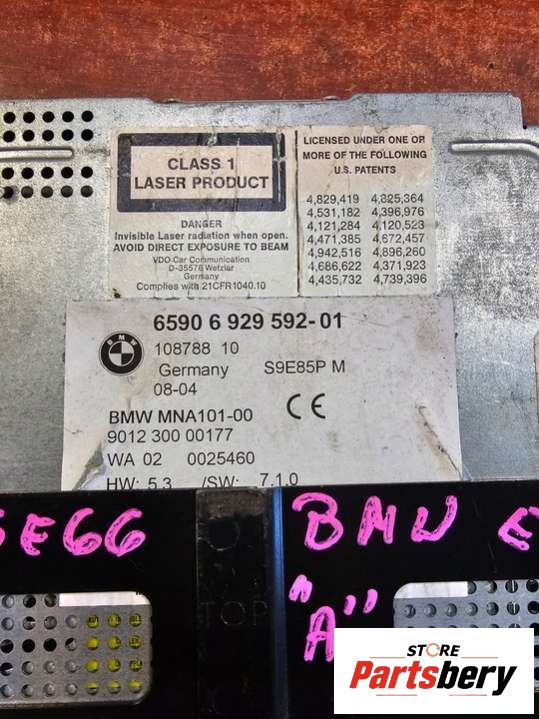 CLASS 1
LASER PRODUCT
DANGER
Invisible Laser radiation when open.
AVOID DIRECT EXPOSURE TO BEAM
VDO Car Communication
D-35576 Wetzlar
Germany
Complies with 21CFR1040.10
LICENSED UNDER ONE OR
MORE OF THE FOLLOWING
U.S. PATENTS
4,829,419 4,825,364
4,531,182 4,396,976
4,121,284 4,120,523
4,471,385 4,672,457
4,942,516 4,896,260
4,686,622 4,371,923
4,435,732 4,739,396
BMW
6590 6 929 592-01
108788 10
Germany S9E85P M
08-04
BMW MNA101-00 CE
9012 300 00177
WA 02 0025460
HW: 5.3 /SW: 7.1.0
E66
BMW E
"A"
TOP
STORE
Partsbery